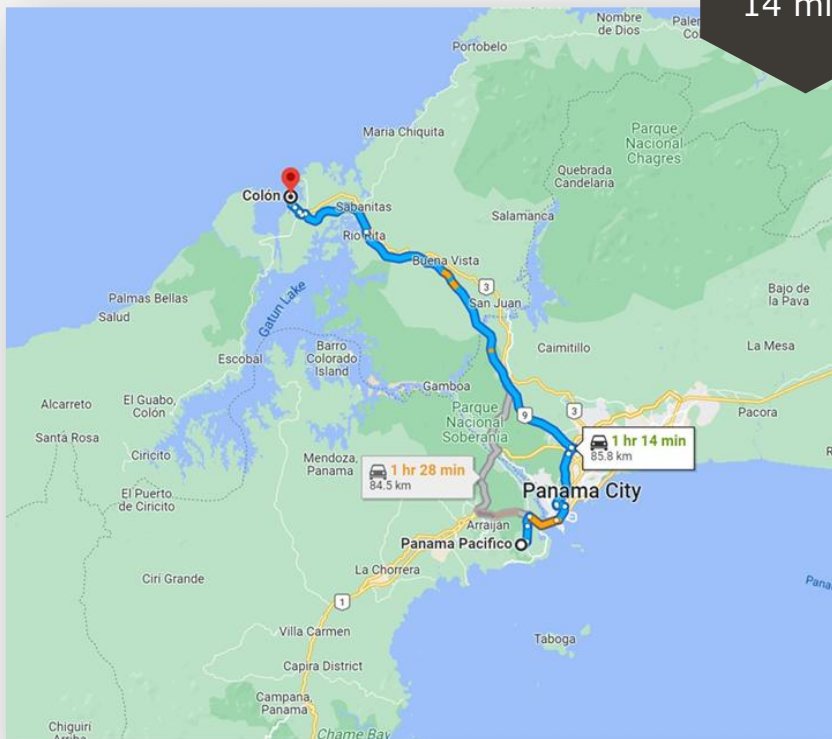 14 mi
Nombre
de Dios
Portobelo
Maria Chiquita
Parque
Nacional
Chagres
Quebrada
Candelaria
Colón
Sabanitas
Salamanca
Rio Rita
Buena Vista
3
Bajo de
la Pava
Palmas Bellas
Gatun Lake
San Juan
Salud
Escobal
Barro
Colorado
Island
Caimitillo
La Mesa
Gamboa
Alcarreto
El Guabo,
Colón
Parque
Nacional
Soberanía
9
3
Pacora
Santa Rosa
Ciricito
Mendoza,
Panama
1 hr 28 min
84.5 km
1 hr 14 min
85.8 km
El Puerto
de Ciricito
Panama City
Arraiján
Panama Pacifico
La Chorrera
Cirí Grande
1
Villa Carmen
Taboga
Capira District
Campana,
Panama
Chiguirí
Chame Bay